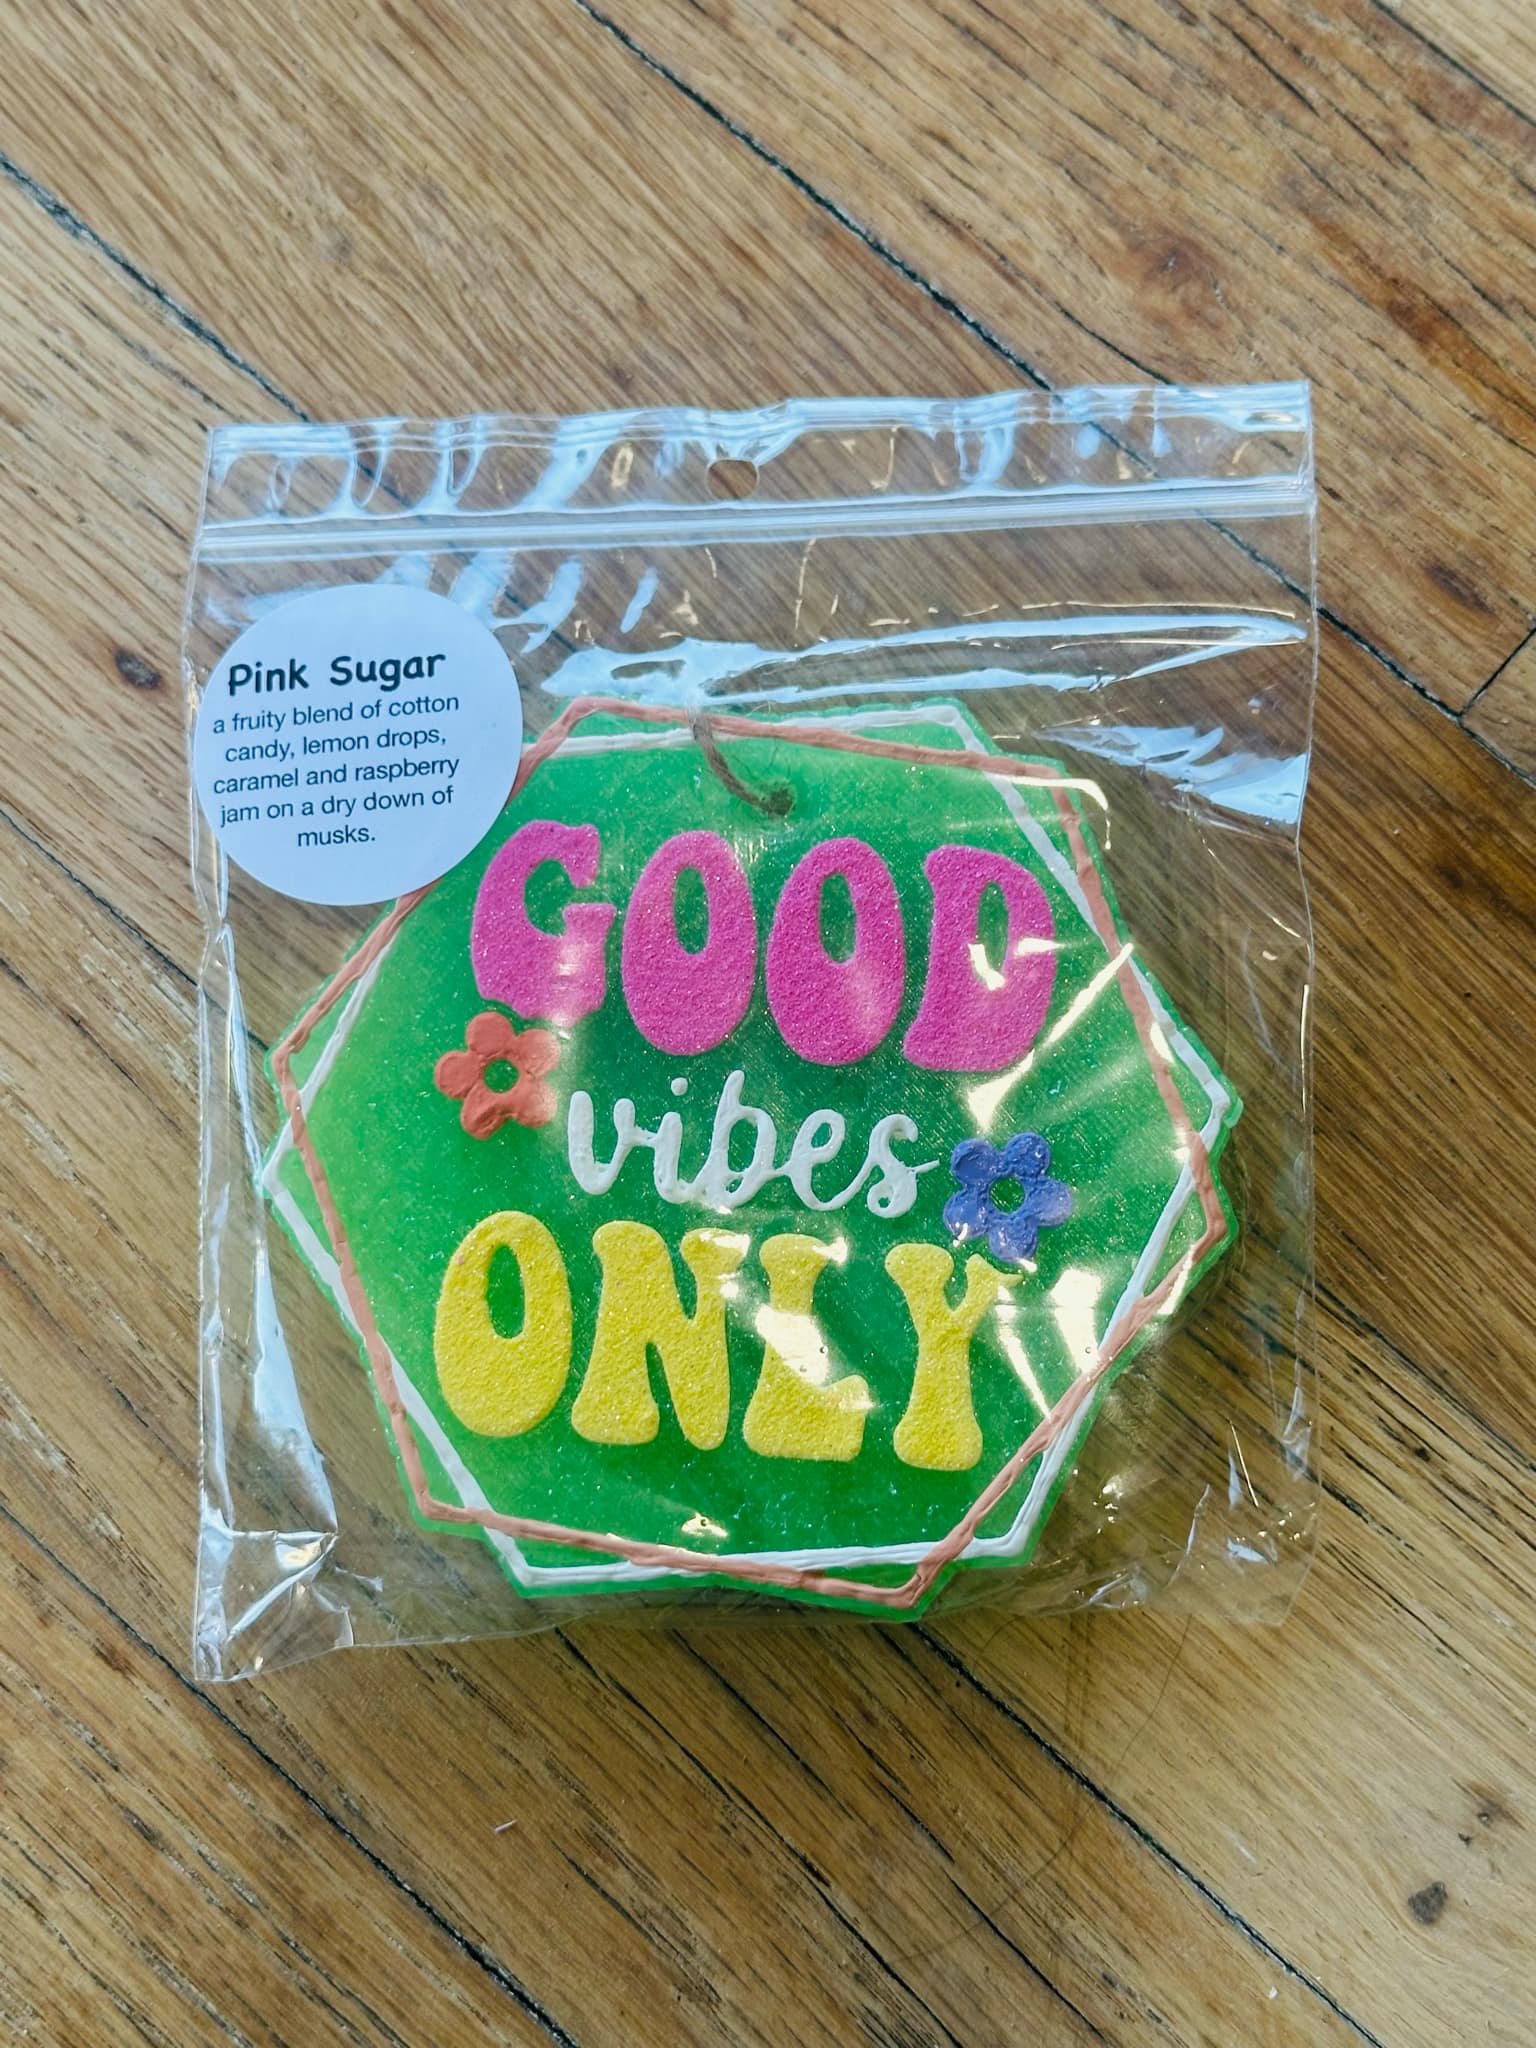 Pink Sugar
a fruity blend of cotton
candy, lemon drops,
caramel and raspberry
jam on a dry down of
musks.
GOOD
vibes
ONLY